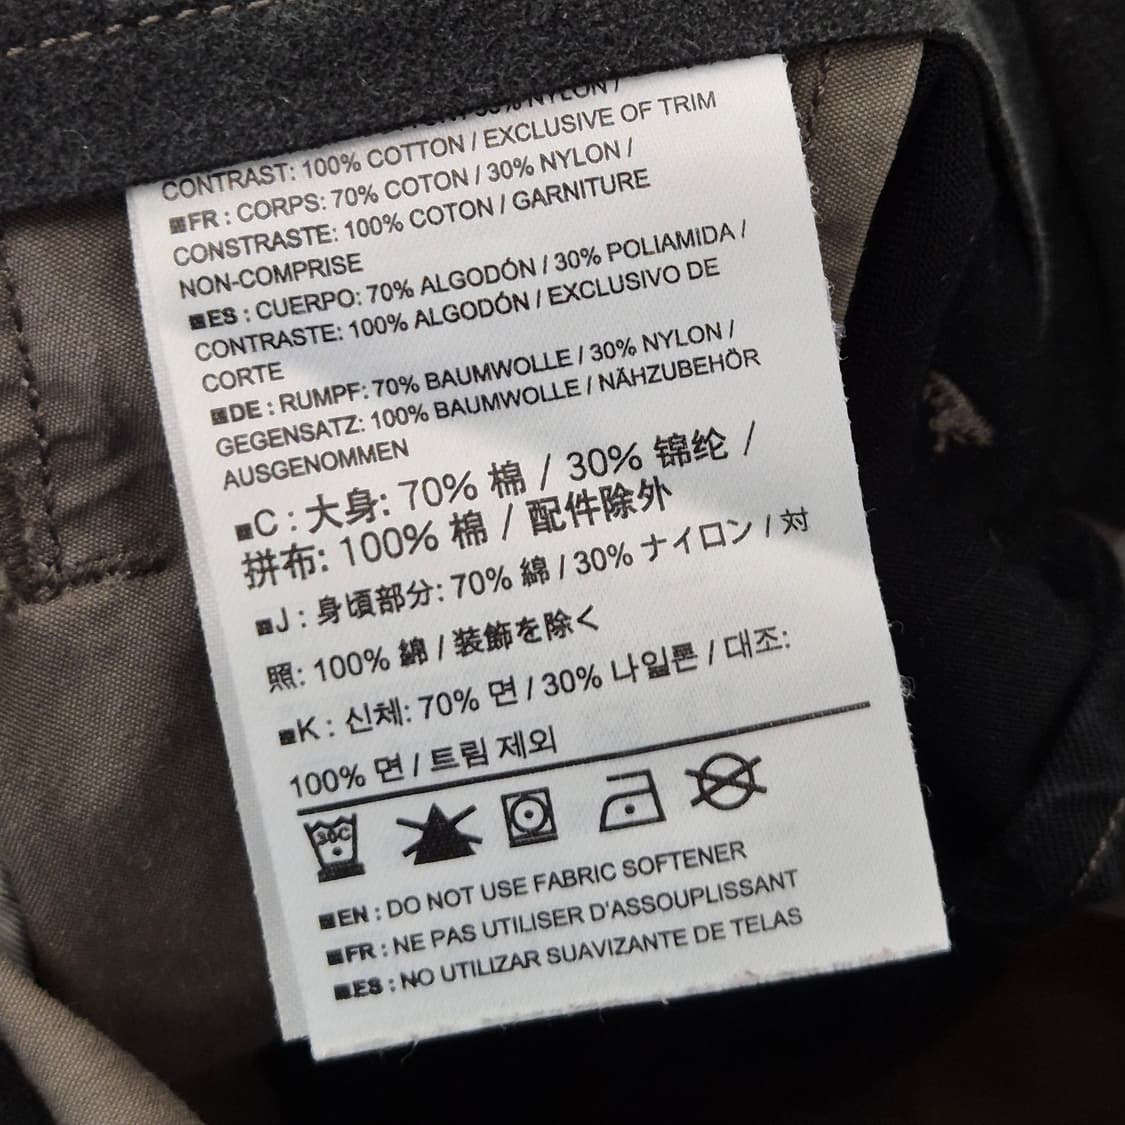 30% NYLON /
CONTRAST: 100% COTTON / EXCLUSIVE OF TRIM
■FR : CORPS: 70% COTON / 30% NYLON /
CONSTRASTE: 100% COTON / GARNITURE
NON-COMPRISE
■ES : CUERPO: 70% ALGODÓN / 30% POLIAMIDA /
CONTRASTE: 100% ALGODÓN / EXCLUSIVO DE
CORTE
■DE : RUMPF: 70% BAUMWOLLE / 30% NYLON /
GEGENSATZ: 100% BAUMWOLLE / NÄHZUBEHÖR
AUSGENOMMEN
■C : 大身: 70% 棉 / 30% 锦纶 /
拼布: 100% 棉 / 配件除外
■J : 身頃部分: 70% 綿 / 30% ナイロン / 対
照: 100% 綿 / 装飾を除く
■K : 신체: 70% 면 / 30% 나일론 / 대조:
100% 면 / 트림 제외
30C
■EN : DO NOT USE FABRIC SOFTENER
■FR : NE PAS UTILISER D'ASSOUPLISSANT
■ES : NO UTILIZAR SUAVIZANTE DE TELAS